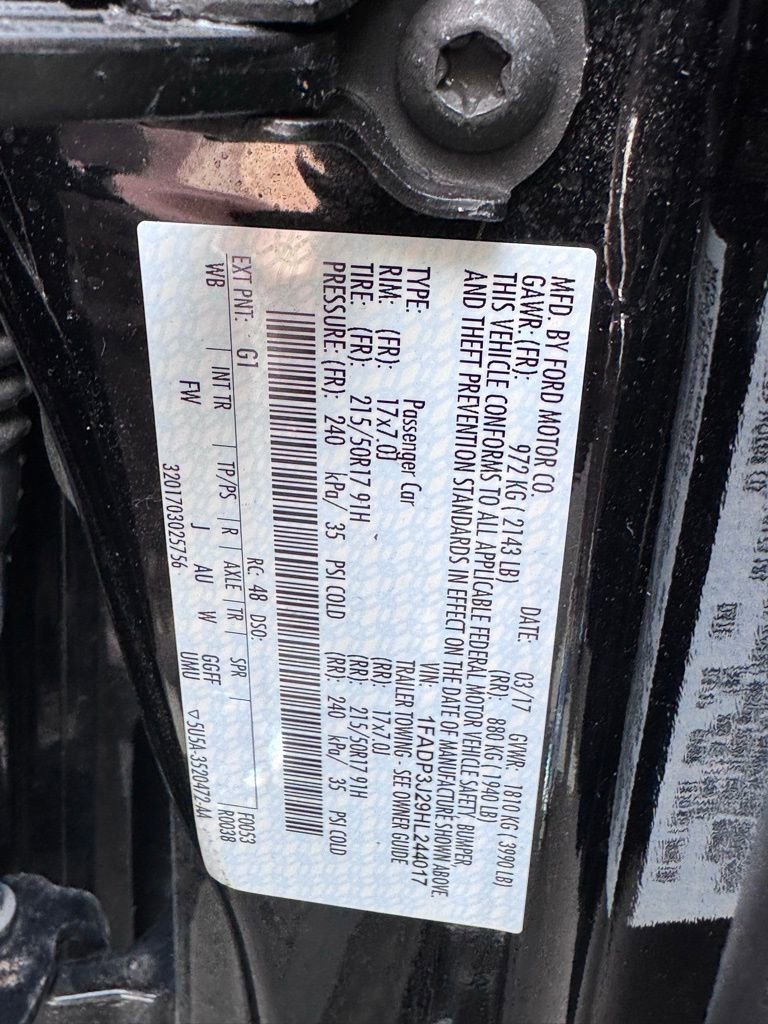 MFD. BY FORD MOTOR CO.
DATE: 03/17 GVWR: 1810 KG ( 3990 LB)
GAWR: (FR): 972 KG ( 2143 LB) (RR): 880 KG ( 1940 LB)
THIS VEHICLE CONFORMS TO ALL APPLICABLE FEDERAL MOTOR VEHICLE SAFETY, BUMPER,
AND THEFT PREVENTION STANDARDS IN EFFECT ON THE DATE OF MANUFACTURE SHOWN ABOVE.
VIN: 1FADP3J29HL244017
TYPE: Passenger Car TRAILER TOWING - SEE OWNER GUIDE
RIM: (FR): 17x7.0J (RR): 17x7.0J
TIRE: (FR): 215/50R17 91H (RR): 215/50R17 91H
PRESSURE: (FR): 240 kPa/ 35 PSI COLD (RR): 240 kPa/ 35 PSI COLD
EXT PNT: G1 RC: 48 DSO: F0053
WB INT TR TP/PS R AXLE TR SPR R0038
FW J AU W GGFF
UMU
3201703025756 ▽5U5A-3520472-AA